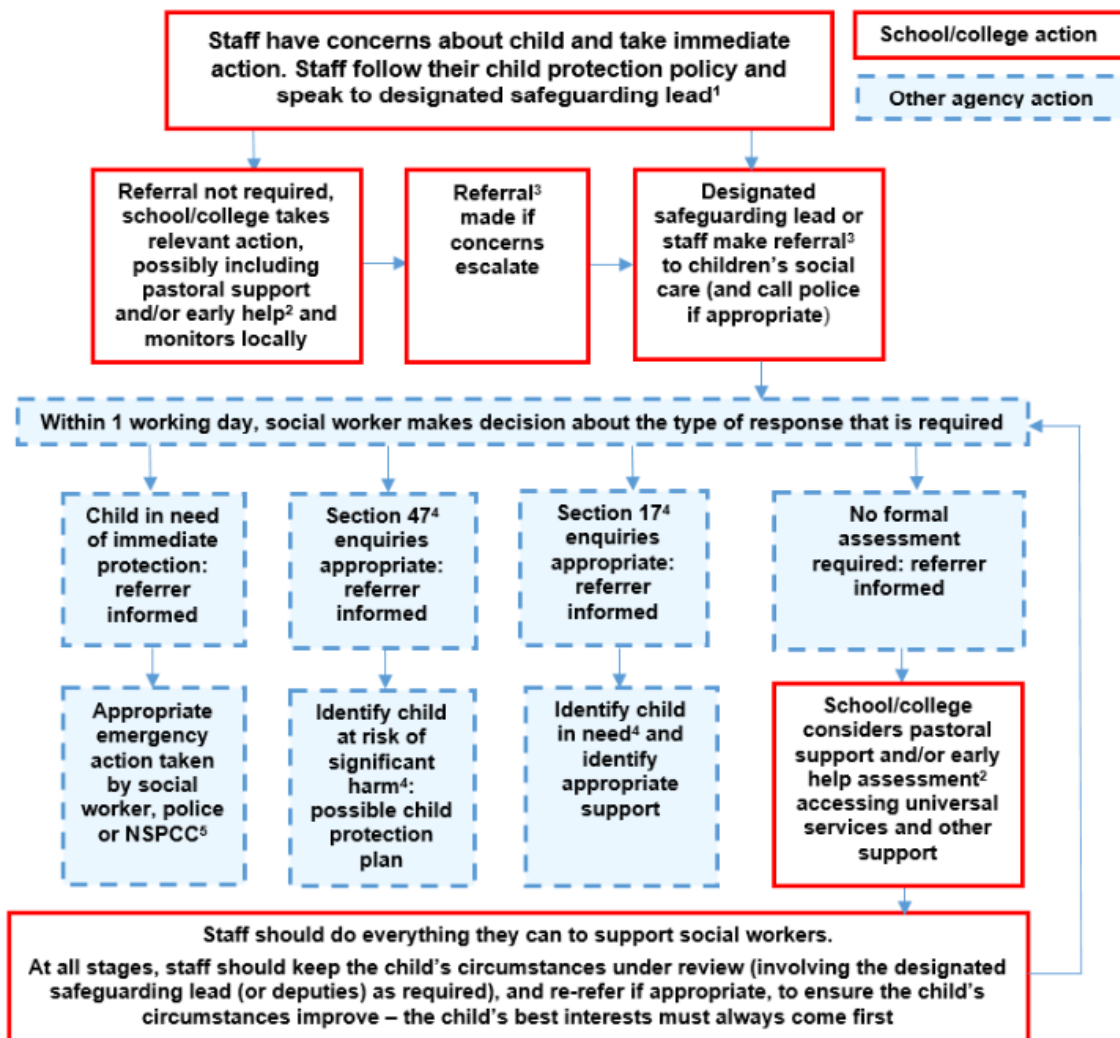 Staff have concerns about child and take immediate
action. Staff follow their child protection policy and
speak to designated safeguarding lead¹
School/college action
Other agency action
Referral not required,
school/college takes
relevant action,
possibly including
pastoral support
and/or early help² and
monitors locally
Referral³
made if
concerns
escalate
Designated
safeguarding lead or
staff make referral³
to children’s social
care (and call police
if appropriate)
Within 1 working day, social worker makes decision about the type of response that is required
Child in need
of immediate
protection:
referrer
informed
Section 47⁴
enquiries
appropriate:
referrer
informed
Section 17⁴
enquiries
appropriate:
referrer
informed
No formal
assessment
required: referrer
informed
Appropriate
emergency
action taken
by social
worker, police
or NSPCC⁵
Identify child
at risk of
significant
harm⁴:
possible child
protection
plan
Identify child
in need⁴ and
identify
appropriate
support
School/college
considers pastoral
support and/or early
help assessment²
accessing universal
services and other
support
Staff should do everything they can to support social workers.
At all stages, staff should keep the child’s circumstances under review (involving the designated
safeguarding lead (or deputies) as required), and re-refer if appropriate, to ensure the child’s
circumstances improve – the child’s best interests must always come first